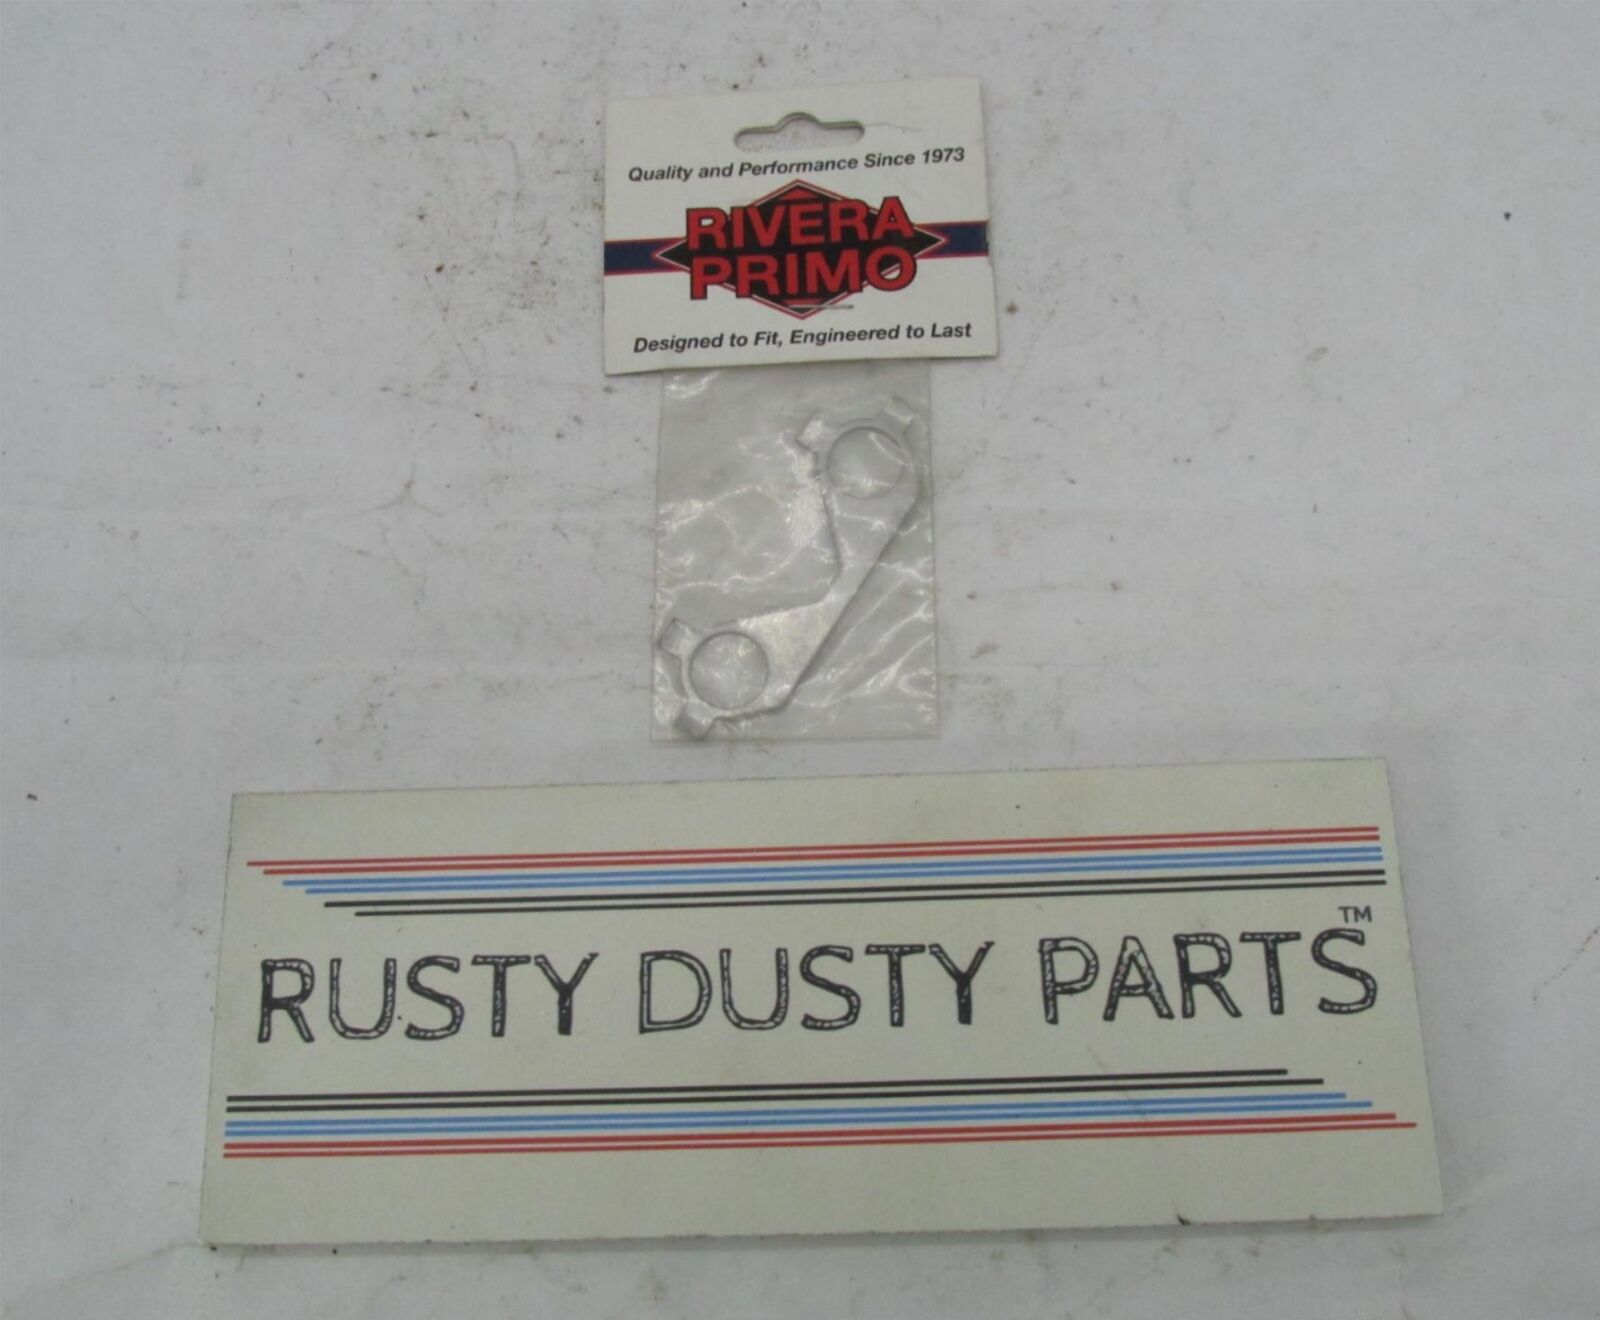 Quality and Performance Since 1973
RIVERA
PRIMO
Designed to Fit, Engineered to Last
RUSTY DUSTY PARTS™